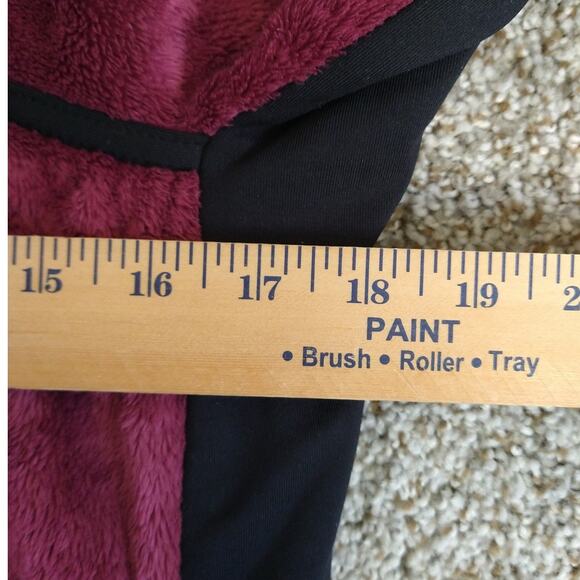 15 16 17 18 19 2
PAINT
• Brush • Roller • Tray